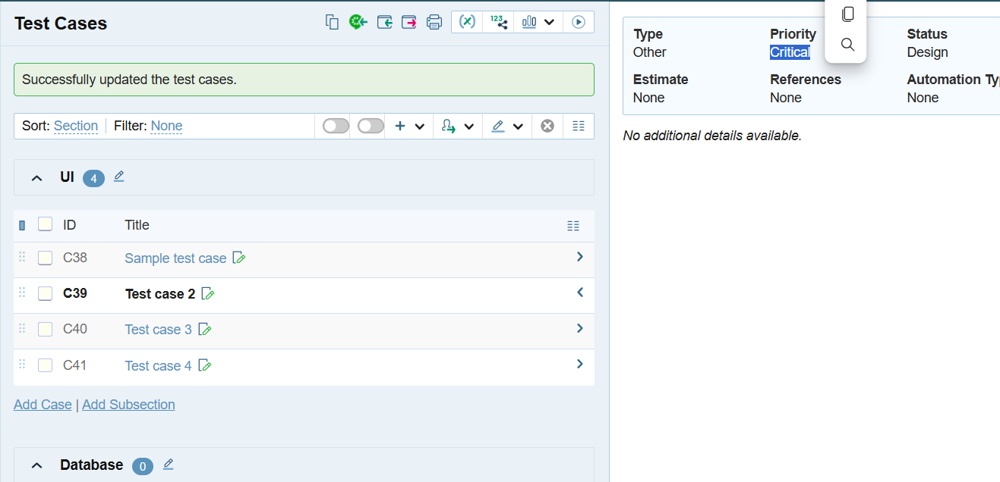 Test Cases
123
Successfully updated the test cases.
Sort: Section Filter: None
UI 4
ID Title
C38 Sample test case
C39 Test case 2
C40 Test case 3
C41 Test case 4
Add Case | Add Subsection
Database 0
Type Priority Status
Other Critical Design
Estimate References Automation Ty
None None None
No additional details available.